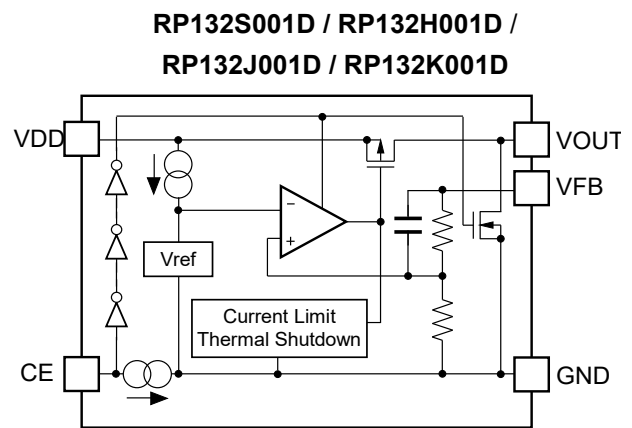 RP132S001D / RP132H001D /
RP132J001D / RP132K001D
VDD
VOUT
VFB
−
+
Vref
Current Limit
Thermal Shutdown
CE
GND